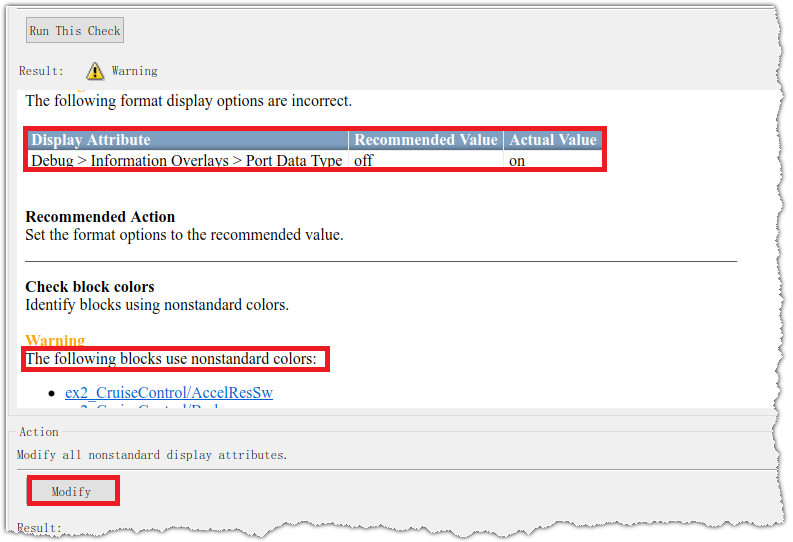 Run This Check
Result: Warning
The following format display options are incorrect.
Display Attribute Recommended Value Actual Value
Debug > Information Overlays > Port Data Type off on
Recommended Action
Set the format options to the recommended value.
Check block colors
Identify blocks using nonstandard colors.
Warning
The following blocks use nonstandard colors:
• ex2_CruiseControl/AccelResSw
Action
Modify all nonstandard display attributes.
Modify
Result: